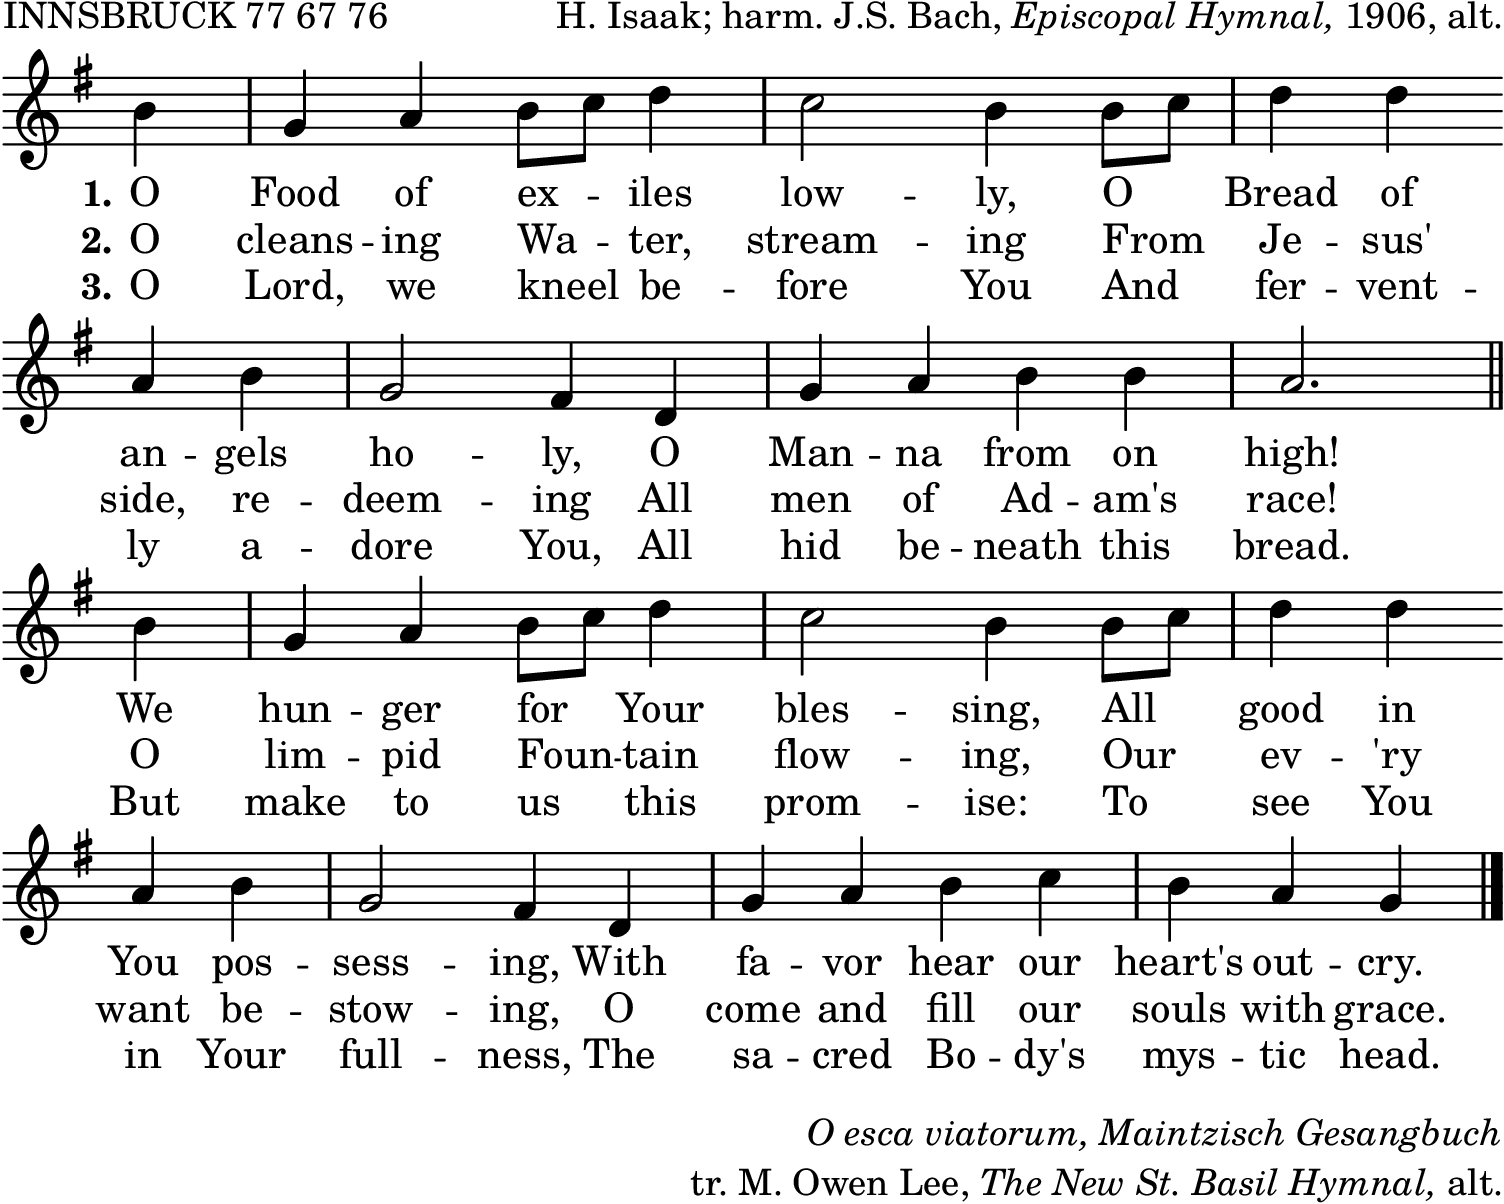 INNSBRUCK 77 67 76 H. Isaak; harm. J.S. Bach, Episcopal Hymnal, 1906, alt.
1. O Food of ex - iles low - ly, O Bread of
2. O cleans - ing Wa - ter, stream - ing From Je - sus'
3. O Lord, we kneel be - fore You And fer - vent -
an - gels ho - ly, O Man - na from on high!
side, re - deem - ing All men of Ad - am's race!
ly a - dore You, All hid be - neath this bread.
We hun - ger for Your bles - sing, All good in
O lim - pid Foun - tain flow - ing, Our ev - 'ry
But make to us this prom - ise: To see You
You pos - sess - ing, With fa - vor hear our heart's out - cry.
want be - stow - ing, O come and fill our souls with grace.
in Your full - ness, The sa - cred Bo - dy's mys - tic head.
O esca viatorum, Maintzisch Gesangbuch
tr. M. Owen Lee, The New St. Basil Hymnal, alt.